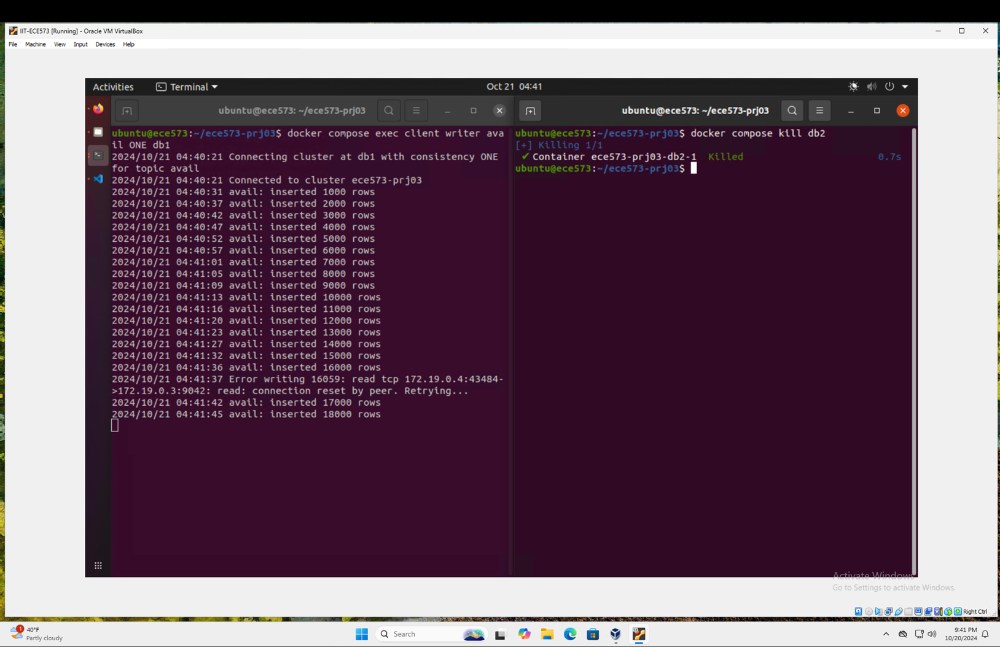 IIT-ECE573 [Running] - Oracle VM VirtualBox
File Machine View Input Devices Help
Activities Terminal Oct 21 04:41
ubuntu@ece573: ~/ece573-prj03
ubuntu@ece573:~/ece573-prj03$ docker compose exec client writer ava
il ONE db1
2024/10/21 04:40:21 Connecting cluster at db1 with consistency ONE
for topic avail
2024/10/21 04:40:21 Connected to cluster ece573-prj03
2024/10/21 04:40:31 avail: inserted 1000 rows
2024/10/21 04:40:37 avail: inserted 2000 rows
2024/10/21 04:40:42 avail: inserted 3000 rows
2024/10/21 04:40:47 avail: inserted 4000 rows
2024/10/21 04:40:52 avail: inserted 5000 rows
2024/10/21 04:40:57 avail: inserted 6000 rows
2024/10/21 04:41:01 avail: inserted 7000 rows
2024/10/21 04:41:05 avail: inserted 8000 rows
2024/10/21 04:41:09 avail: inserted 9000 rows
2024/10/21 04:41:13 avail: inserted 10000 rows
2024/10/21 04:41:16 avail: inserted 11000 rows
2024/10/21 04:41:20 avail: inserted 12000 rows
2024/10/21 04:41:23 avail: inserted 13000 rows
2024/10/21 04:41:27 avail: inserted 14000 rows
2024/10/21 04:41:32 avail: inserted 15000 rows
2024/10/21 04:41:36 avail: inserted 16000 rows
2024/10/21 04:41:37 Error writing 16059: read tcp 172.19.0.4:43484-
>172.19.0.3:9042: read: connection reset by peer. Retrying...
2024/10/21 04:41:42 avail: inserted 17000 rows
2024/10/21 04:41:45 avail: inserted 18000 rows
ubuntu@ece573: ~/ece573-prj03
ubuntu@ece573:~/ece573-prj03$ docker compose kill db2
[+] Killing 1/1
✔ Container ece573-prj03-db2-1 Killed 0.7s
ubuntu@ece573:~/ece573-prj03$
Activate Windows
Go to Settings to activate Windows.
Right Ctrl
1
40°F
Partly cloudy
Search
9:41 PM
10/20/2024